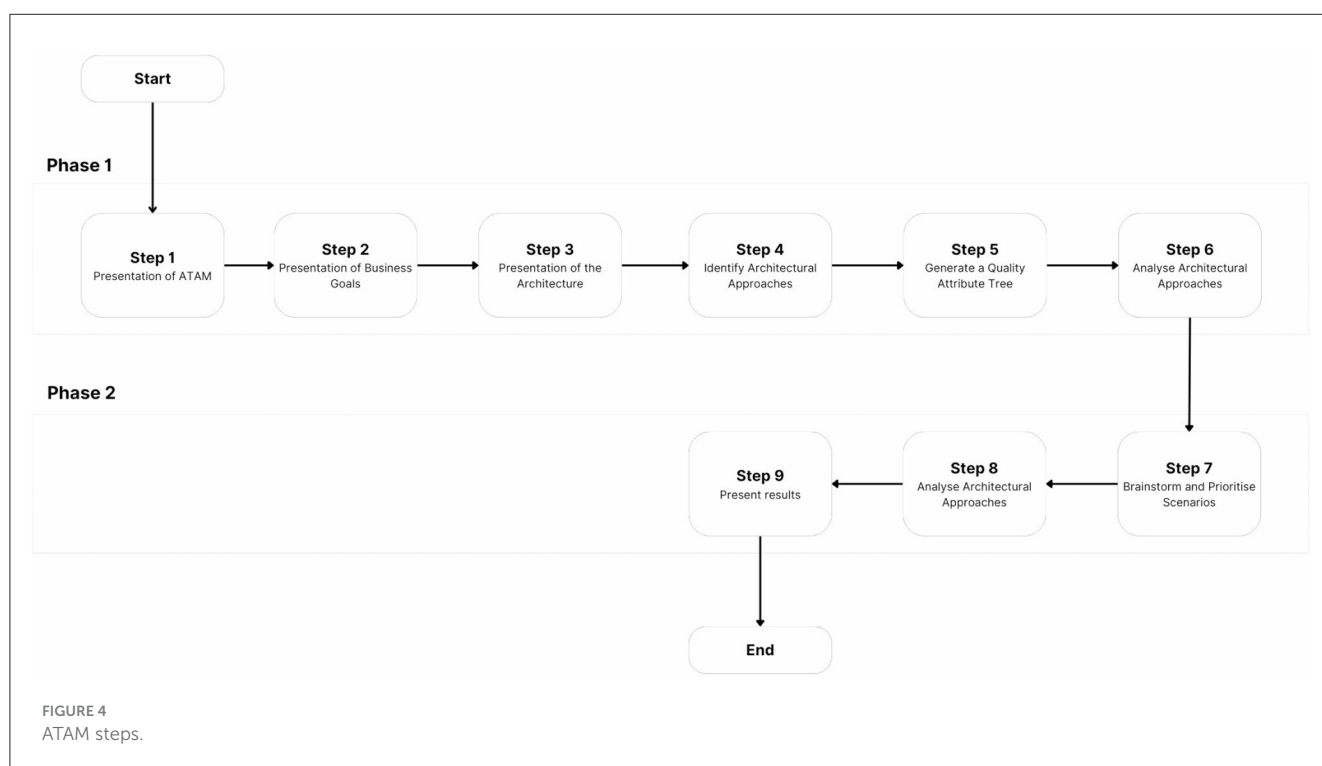 Start
Phase 1
Step 1
Presentation of ATAM
Step 2
Presentation of Business
Goals
Step 3
Presentation of the
Architecture
Step 4
Identify Architectural
Approaches
Step 5
Generate a Quality
Attribute Tree
Step 6
Analyse Architectural
Approaches
Phase 2
Step 7
Brainstorm and Prioritise
Scenarios
Step 8
Analyse Architectural
Approaches
Step 9
Present results
End
FIGURE 4
ATAM steps.